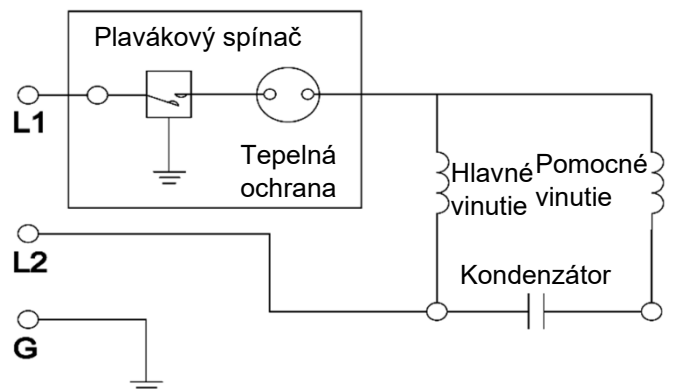 Plavákový spínač
L1
Tepelná
ochrana
Hlavné
vinutie
Pomocné
vinutie
L2
Kondenzátor
G